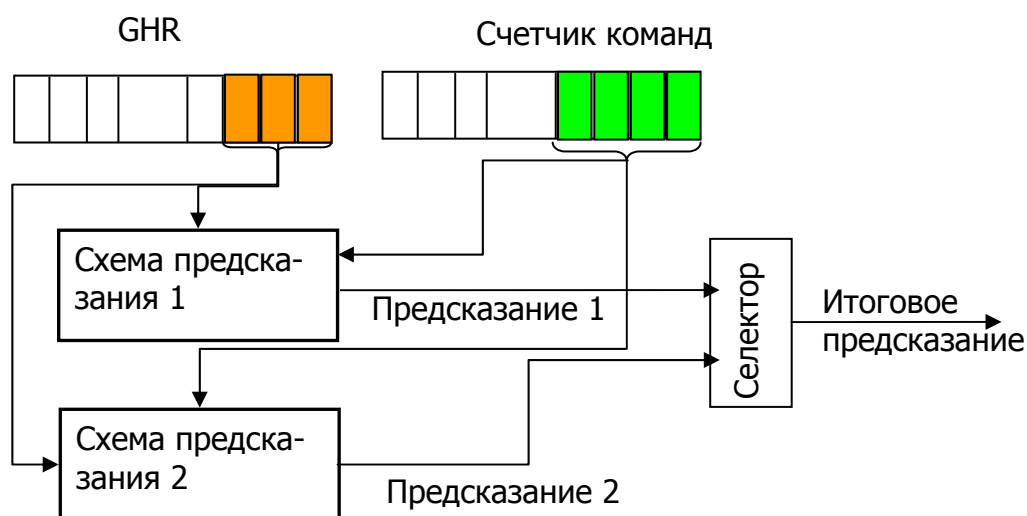 GHR
Счетчик команд
Схема предска-
зания 1
Предсказание 1
Селектор
Итоговое
предсказание
Схема предска-
зания 2
Предсказание 2